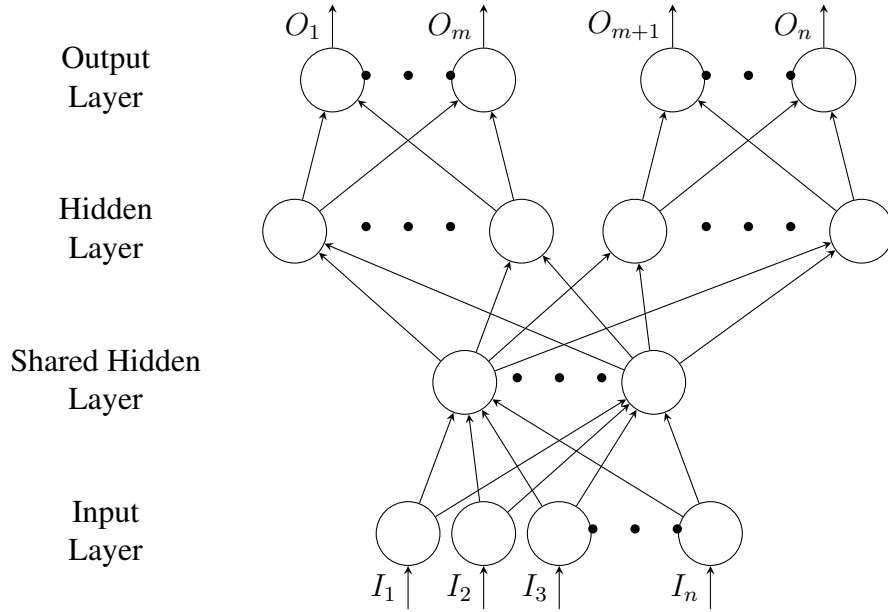 O₁ Oₘ Oₘ₊₁ Oₙ
Output
Layer
Hidden
Layer
Shared Hidden
Layer
Input
Layer
I₁ I₂ I₃ Iₙ